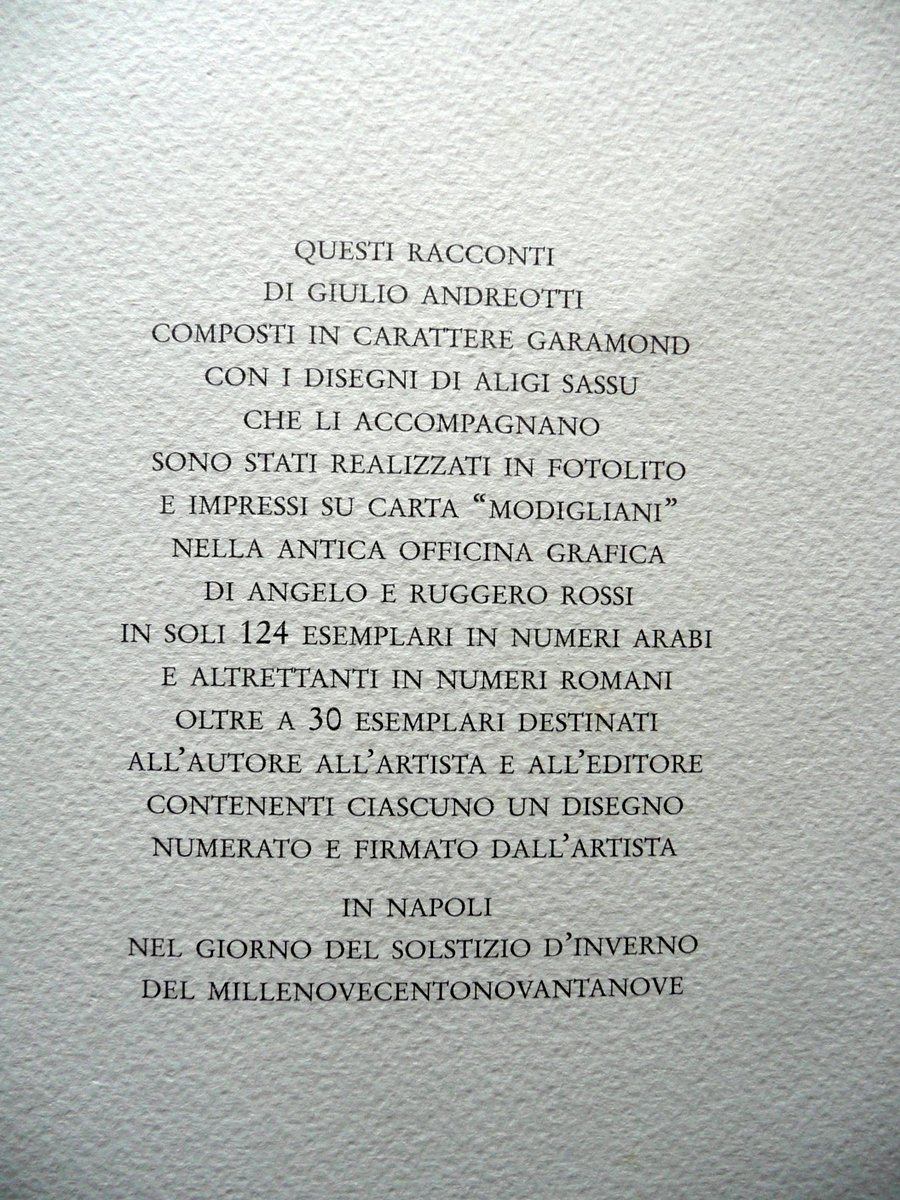 QUESTI RACCONTI
DI GIULIO ANDREOTTI
COMPOSTI IN CARATTERE GARAMOND
CON I DISEGNI DI ALIGI SASSU
CHE LI ACCOMPAGNANO
SONO STATI REALIZZATI IN FOTOLITO
E IMPRESSI SU CARTA “MODIGLIANI”
NELLA ANTICA OFFICINA GRAFICA
DI ANGELO E RUGGERO ROSSI
IN SOLI 124 ESEMPLARI IN NUMERI ARABI
E ALTRETTANTI IN NUMERI ROMANI
OLTRE A 30 ESEMPLARI DESTINATI
ALL’AUTORE ALL’ARTISTA E ALL’EDITORE
CONTENENTI CIASCUNO UN DISEGNO
NUMERATO E FIRMATO DALL’ARTISTA
IN NAPOLI
NEL GIORNO DEL SOLSTIZIO D’INVERNO
DEL MILLENOVECENTONOVANTANOVE